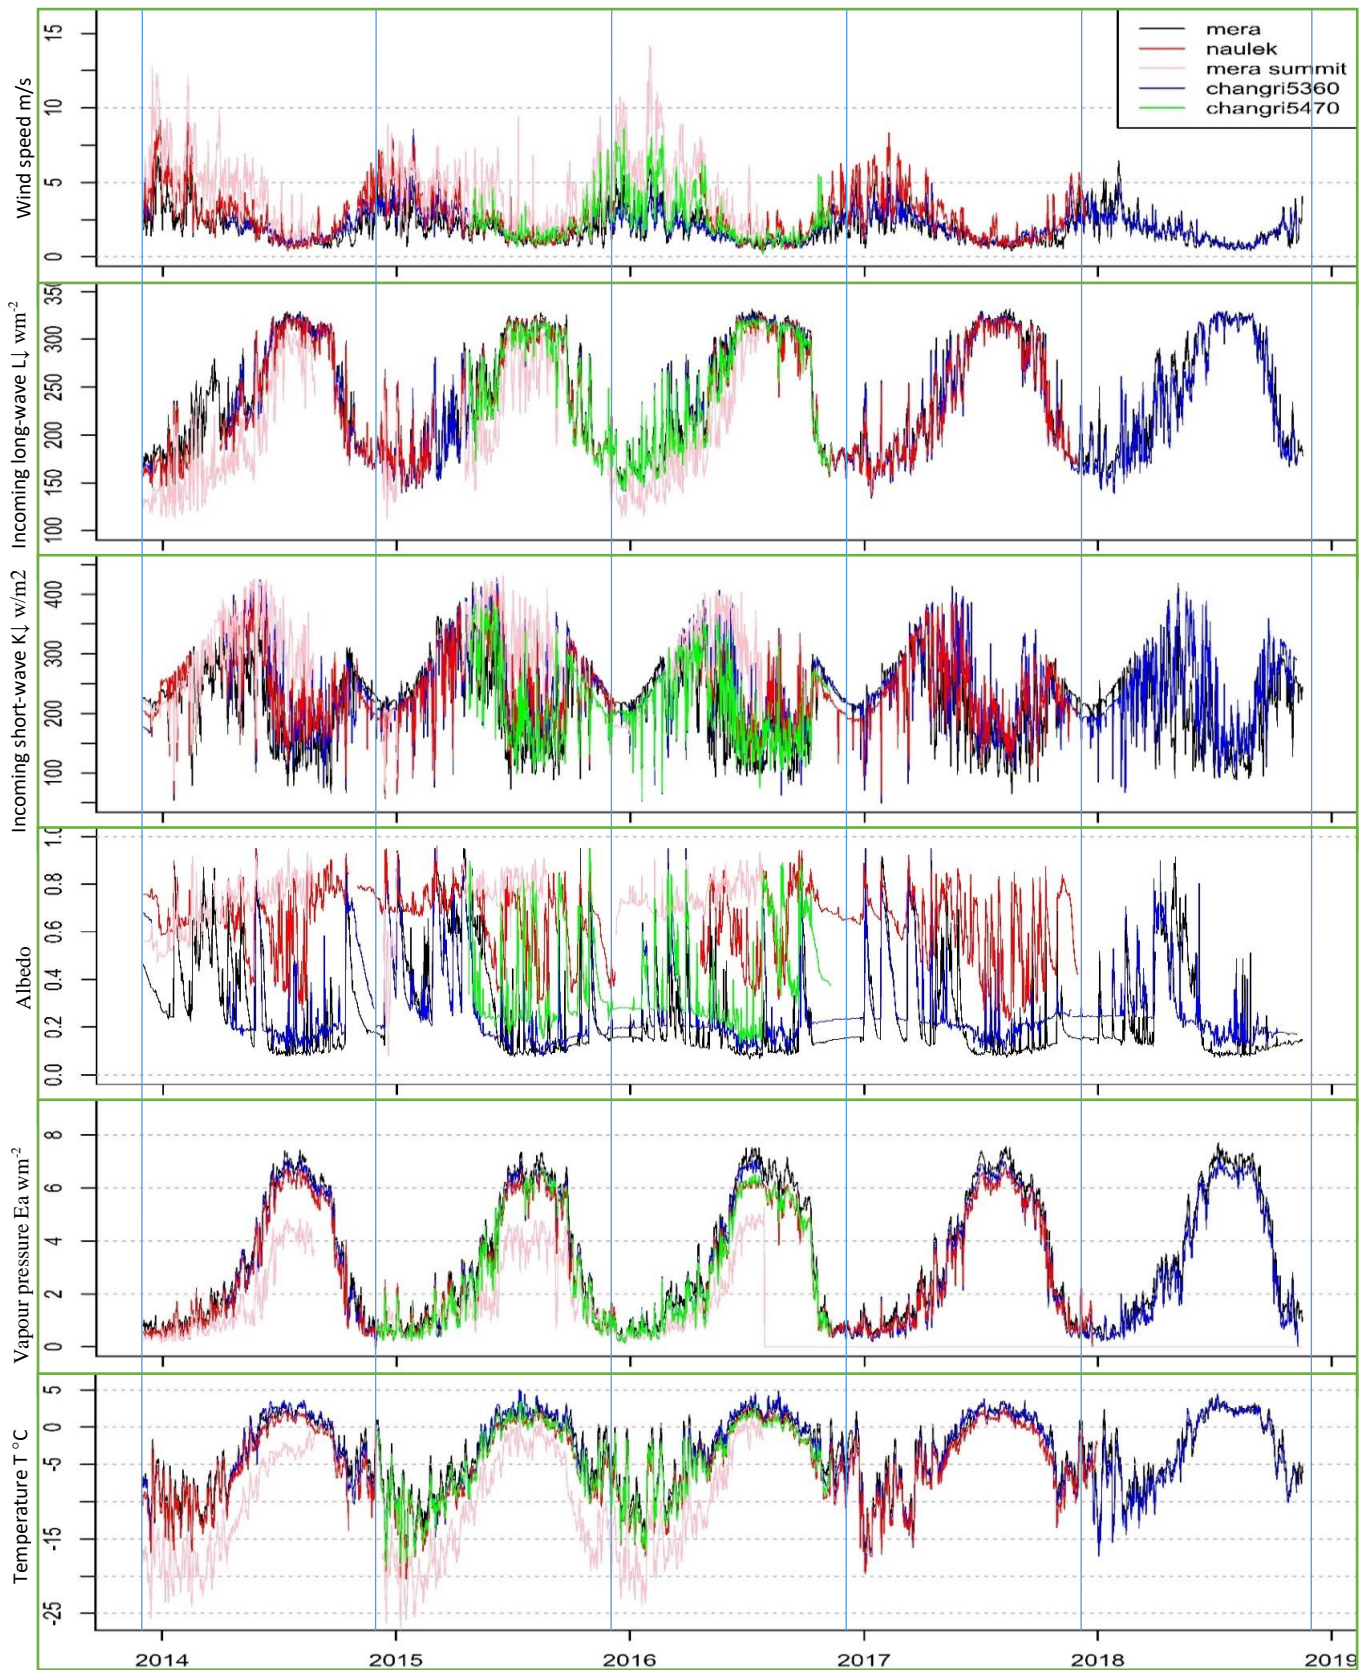 Wind speed m/s
15
10
5
0
mera
naulek
mera summit
changri5360
changri5470
Incoming long-wave L↓ wm-2
350
300
250
200
150
100
Incoming short-wave K↓ w/m2
400
300
200
100
Albedo
1.0
0.8
0.6
0.4
0.2
0.0
Vapour pressure Ea wm-2
8
6
4
2
0
Temperature T °C
5
0
-5
-15
-25
2014 2015 2016 2017 2018 2019